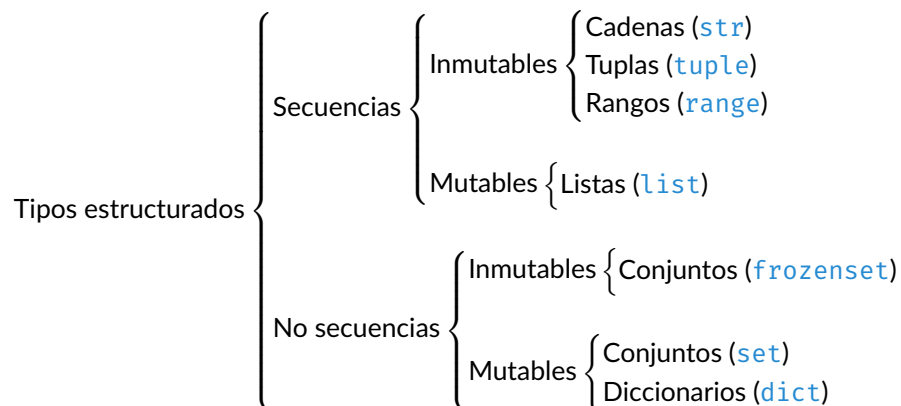 Tipos estructurados
Secuencias
Inmutables
Cadenas (str)
Tuplas (tuple)
Rangos (range)
Mutables
Listas (list)
No secuencias
Inmutables
Conjuntos (frozenset)
Mutables
Conjuntos (set)
Diccionarios (dict)